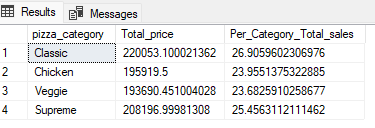 Results Messages
pizza_category Total_price Per_Category_Total_sales
1 Classic 220053.100021362 26.9059602306976
2 Chicken 195919.5 23.9551375322885
3 Veggie 193690.451004028 23.6825910258677
4 Supreme 208196.99981308 25.4563112111462